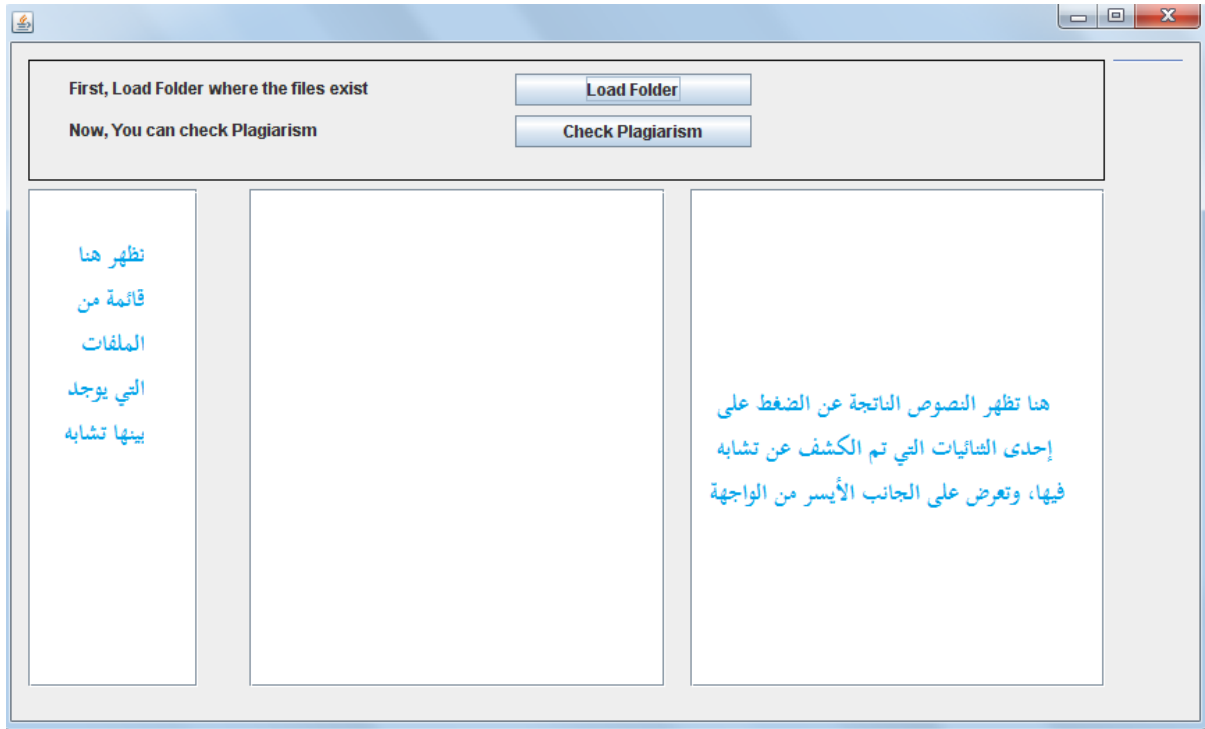 First, Load Folder where the files exist
Load Folder
Now, You can check Plagiarism
Check Plagiarism
تظهر هنا
قائمة من
الملفات
التي يوجد
بينها تشابه
هنا تظهر النصوص الناتجة عن الضغط على
إحدى الثنائيات التي تم الكشف عن تشابه
فيها، وتعرض على الجانب الأيسر من الواجهة